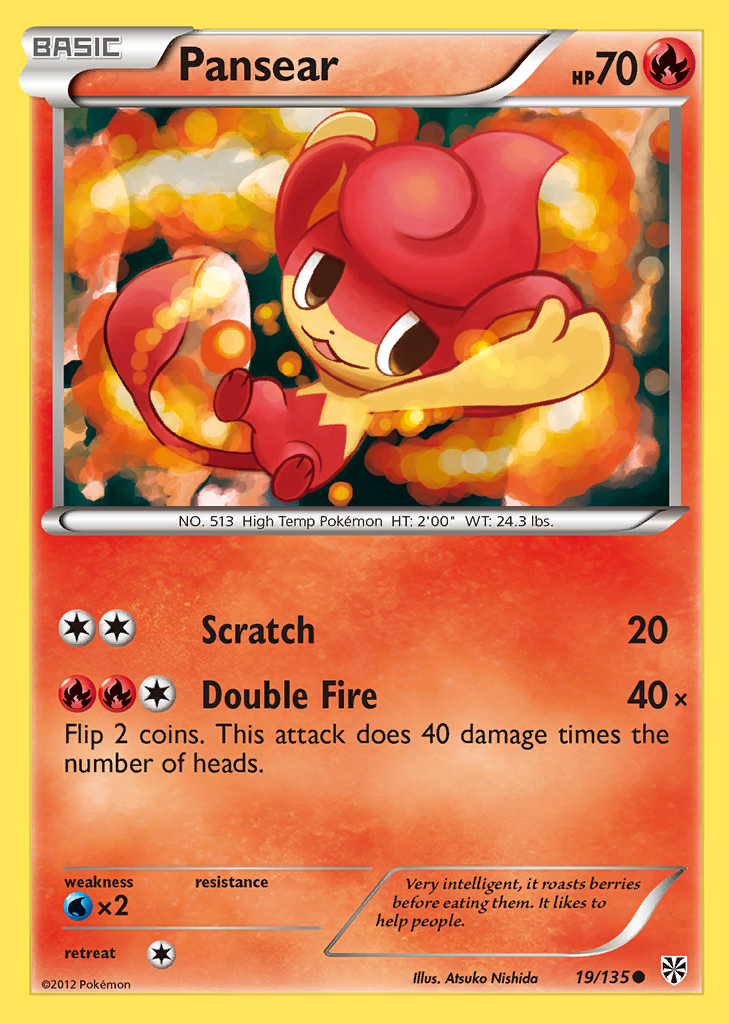 BASIC
Pansear
HP70
NO. 513 High Temp Pokémon HT: 2'00" WT: 24.3 lbs.
Scratch 20
Double Fire 40×
Flip 2 coins. This attack does 40 damage times the
number of heads.
weakness resistance
×2
retreat
Very intelligent, it roasts berries
before eating them. It likes to
help people.
©2012 Pokémon
Illus. Atsuko Nishida
19/135